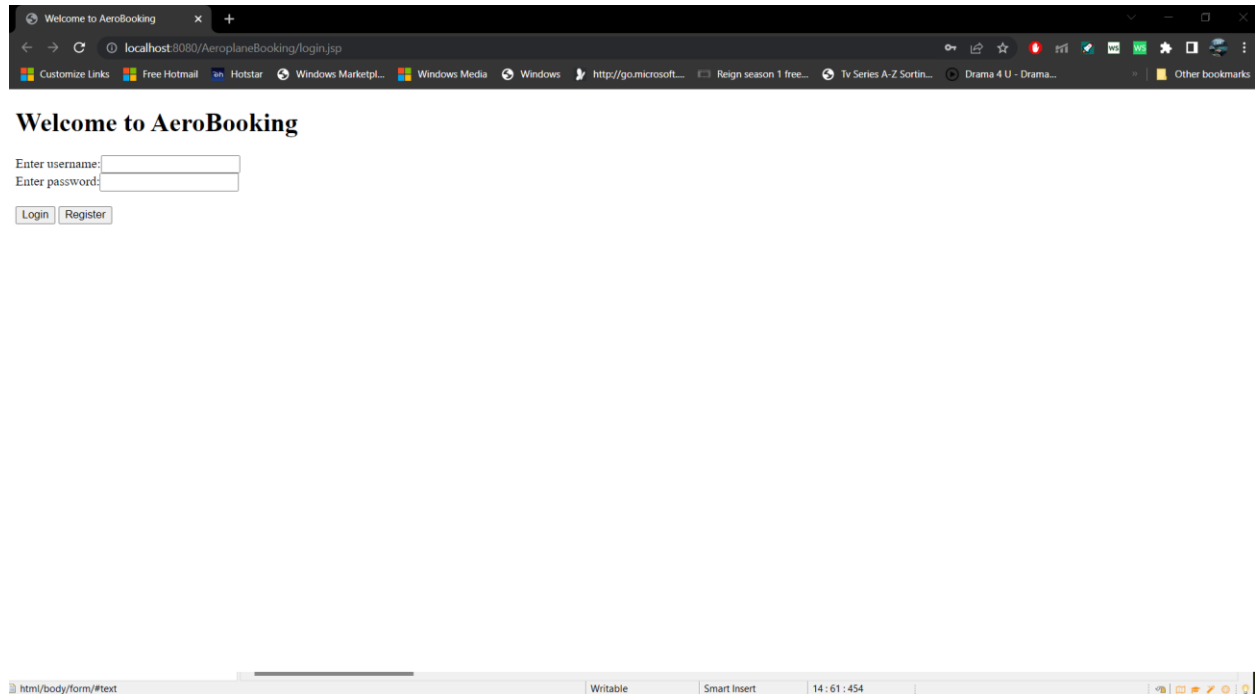 Welcome to AeroBooking
localhost:8080/AeroplaneBooking/login.jsp
Customize Links Free Hotmail Hotstar Windows Marketpl... Windows Media Windows http://go.microsoft.... Reign season 1 free... Tv Series A-Z Sortin... Drama 4 U - Drama... » Other bookmarks
Welcome to AeroBooking
Enter username:
Enter password:
Login Register
html/body/form/#text Writable Smart Insert 14 : 61 : 454